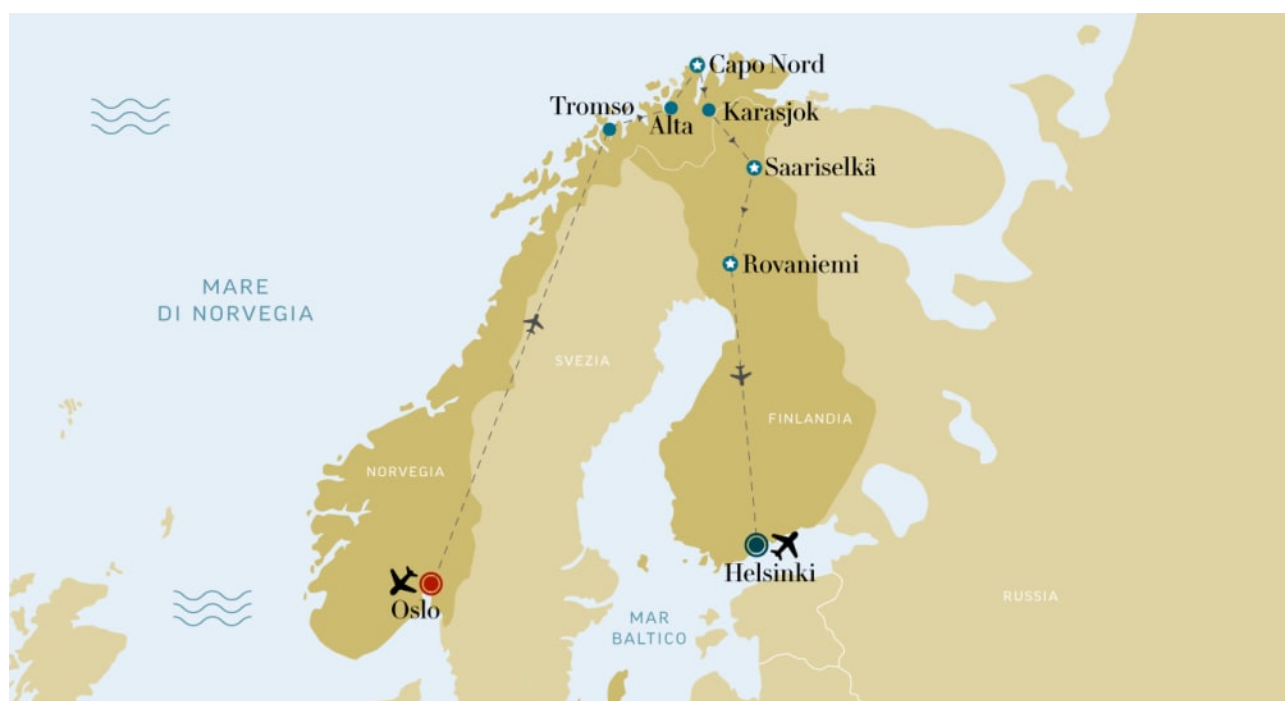 Capo Nord
Tromsø
Alta
Karasjok
Saariselkä
Rovaniemi
MARE
DI NORVEGIA
SVEZIA
FINLANDIA
NORVEGIA
Helsinki
Oslo
RUSSIA
MAR
BALTICO